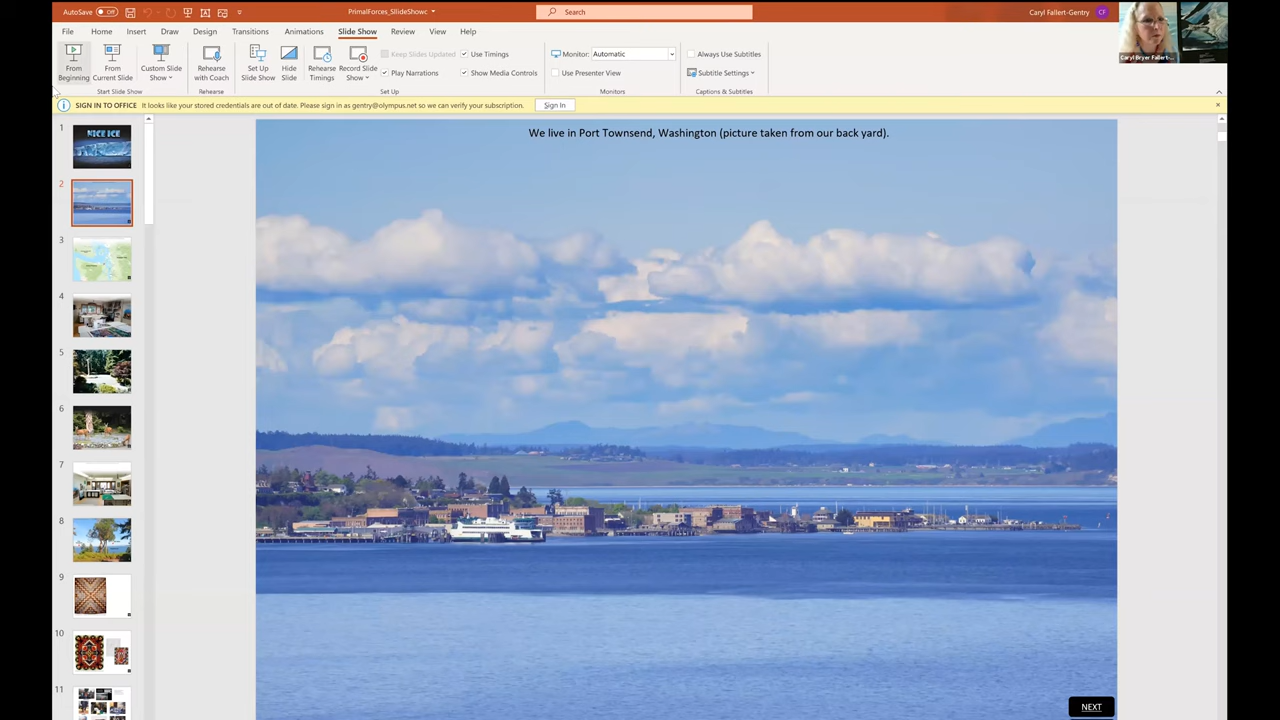 AutoSave Off
PrimalForces_SlideShowc
Search
Caryl Fallert-Gentry CF
File Home Insert Draw Design Transitions Animations Slide Show Review View Help
From Beginning
From Current Slide
Custom Slide Show
Start Slide Show
Rehearse with Coach
Rehearse
Set Up Slide Show
Hide Slide
Rehearse Timings
Record Slide Show
Keep Slides Updated
Play Narrations
Use Timings
Show Media Controls
Set Up
Monitor: Automatic
Use Presenter View
Monitors
Always Use Subtitles
Subtitle Settings
Captions & Subtitles
Caryl Bryer Fallert-...
SIGN IN TO OFFICE It looks like your stored credentials are out of date. Please sign in as gentry@olympus.net so we can verify your subscription. Sign In
1
NICE ICE
2
3
4
5
6
7
8
9
10
11
We live in Port Townsend, Washington (picture taken from our back yard).
NEXT